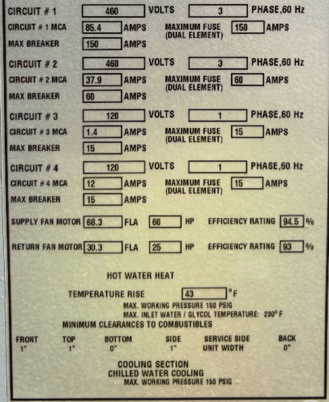 CIRCUIT # 1 460 VOLTS 3 PHASE,60 Hz
CIRCUIT # 1 MCA 85.4 AMPS MAXIMUM FUSE 150 AMPS
(DUAL ELEMENT)
MAX BREAKER 150 AMPS
CIRCUIT # 2 460 VOLTS 3 PHASE,60 Hz
CIRCUIT # 2 MCA 37.9 AMPS MAXIMUM FUSE 60 AMPS
(DUAL ELEMENT)
MAX BREAKER 60 AMPS
CIRCUIT # 3 120 VOLTS 1 PHASE,60 Hz
CIRCUIT # 3 MCA 1.4 AMPS MAXIMUM FUSE 15 AMPS
(DUAL ELEMENT)
MAX BREAKER 15 AMPS
CIRCUIT # 4 120 VOLTS 1 PHASE,60 Hz
CIRCUIT # 4 MCA 12 AMPS MAXIMUM FUSE 15 AMPS
(DUAL ELEMENT)
MAX BREAKER 15 AMPS
SUPPLY FAN MOTOR 68.3 FLA 60 HP EFFICIENCY RATING 94.5 %
RETURN FAN MOTOR 30.3 FLA 25 HP EFFICIENCY RATING 93 %
HOT WATER HEAT
TEMPERATURE RISE 43 °F
MAX. WORKING PRESSURE 150 PSIG
MAX. INLET WATER / GLYCOL TEMPERATURE: 230° F
MINIMUM CLEARANCES TO COMBUSTIBLES
FRONT TOP BOTTOM SIDE SERVICE SIDE BACK
1" 1" 0" 1" UNIT WIDTH 0"
COOLING SECTION
CHILLED WATER COOLING
MAX. WORKING PRESSURE 150 PSIG